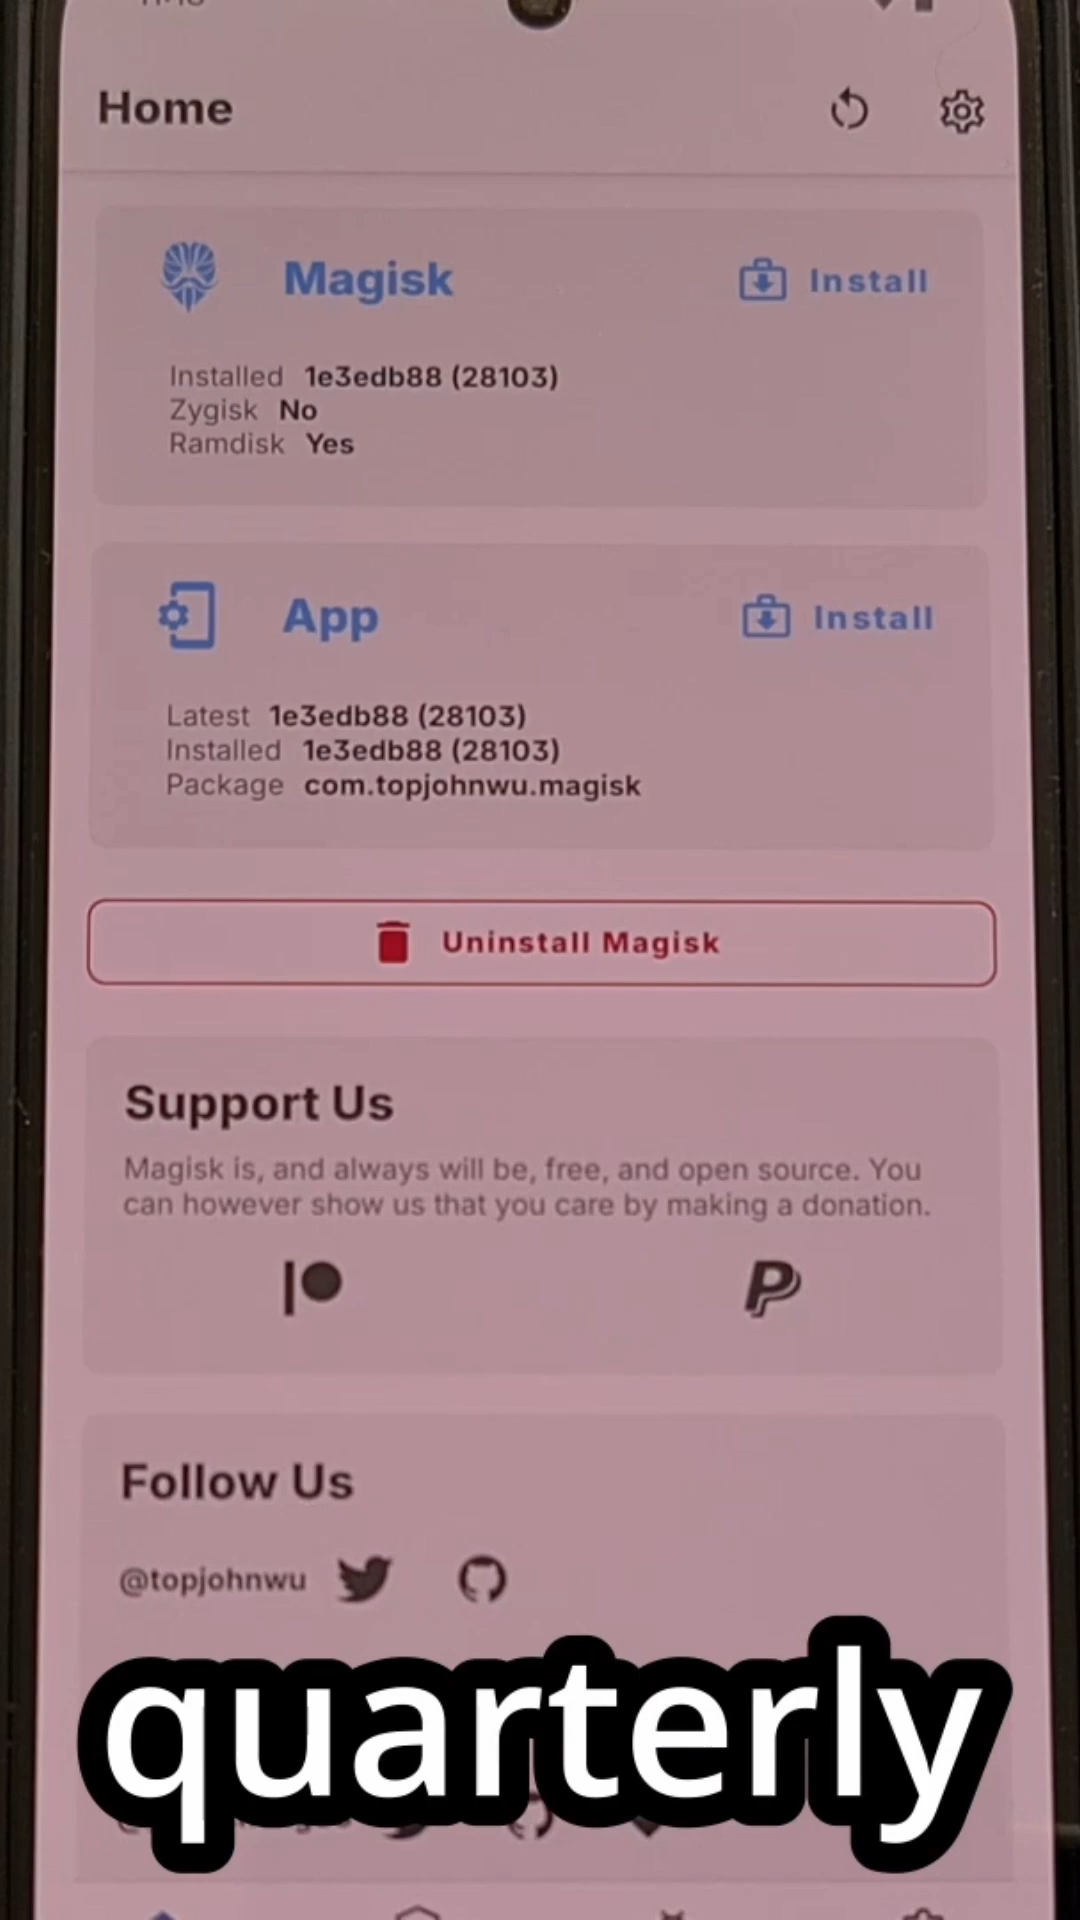 Home
Magisk
Install
Installed 1e3edb88 (28103)
Zygisk No
Ramdisk Yes
App
Install
Latest 1e3edb88 (28103)
Installed 1e3edb88 (28103)
Package com.topjohnwu.magisk
Uninstall Magisk
Support Us
Magisk is, and always will be, free, and open source. You
can however show us that you care by making a donation.
Follow Us
@topjohnwu
quarterly